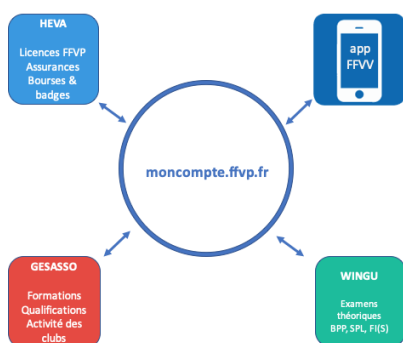 HEVA
Licences FFVP
Assurances
Bourses &
badges
app
FFVV
moncompte.ffvp.fr
GESASSO
Formations
Qualifications
Activité des
clubs
WINGU
Examens
théoriques
BPP, SPL, FI(S)